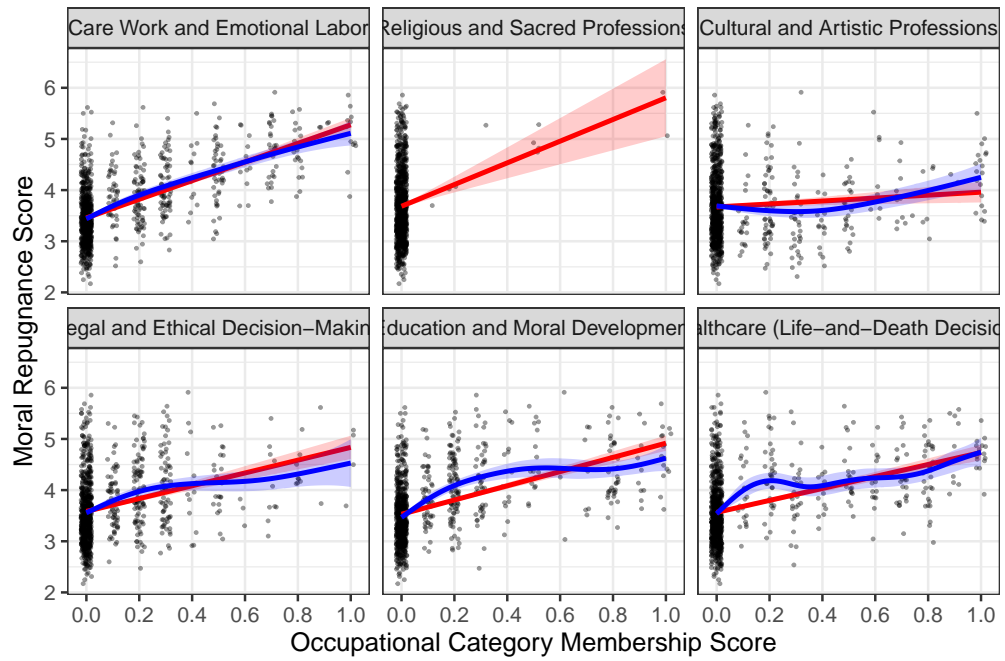 Care Work and Emotional Labor
Religious and Sacred Professions
Cultural and Artistic Professions
6
5
4
3
2
egal and Ethical Decision−Makin
Education and Moral Developmen
althcare (Life−and−Death Decisio
6
5
4
3
2
0.0 0.2 0.4 0.6 0.8 1.0
0.0 0.2 0.4 0.6 0.8 1.0
0.0 0.2 0.4 0.6 0.8 1.0
Occupational Category Membership Score
Moral Repugnance Score